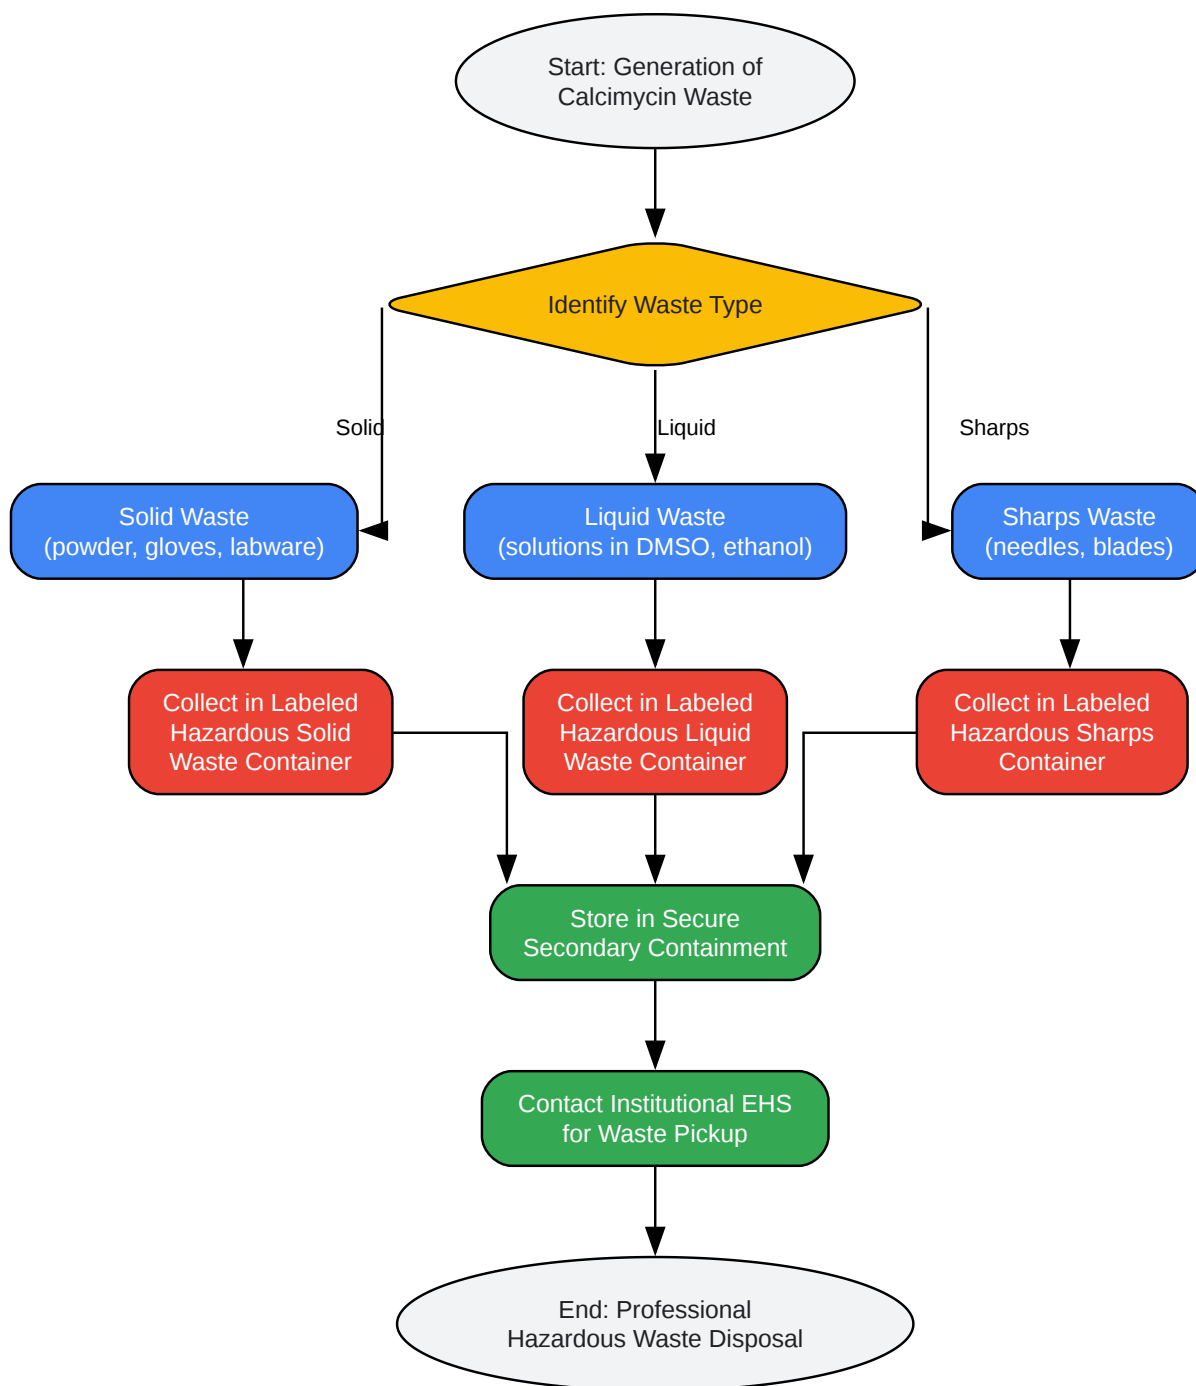 Start: Generation of
Calcimycin Waste
Identify Waste Type
Solid
Liquid
Sharps
Solid Waste
(powder, gloves, labware)
Liquid Waste
(solutions in DMSO, ethanol)
Sharps Waste
(needles, blades)
Collect in Labeled
Hazardous Solid
Waste Container
Collect in Labeled
Hazardous Liquid
Waste Container
Collect in Labeled
Hazardous Sharps
Container
Store in Secure
Secondary Containment
Contact Institutional EHS
for Waste Pickup
End: Professional
Hazardous Waste Disposal